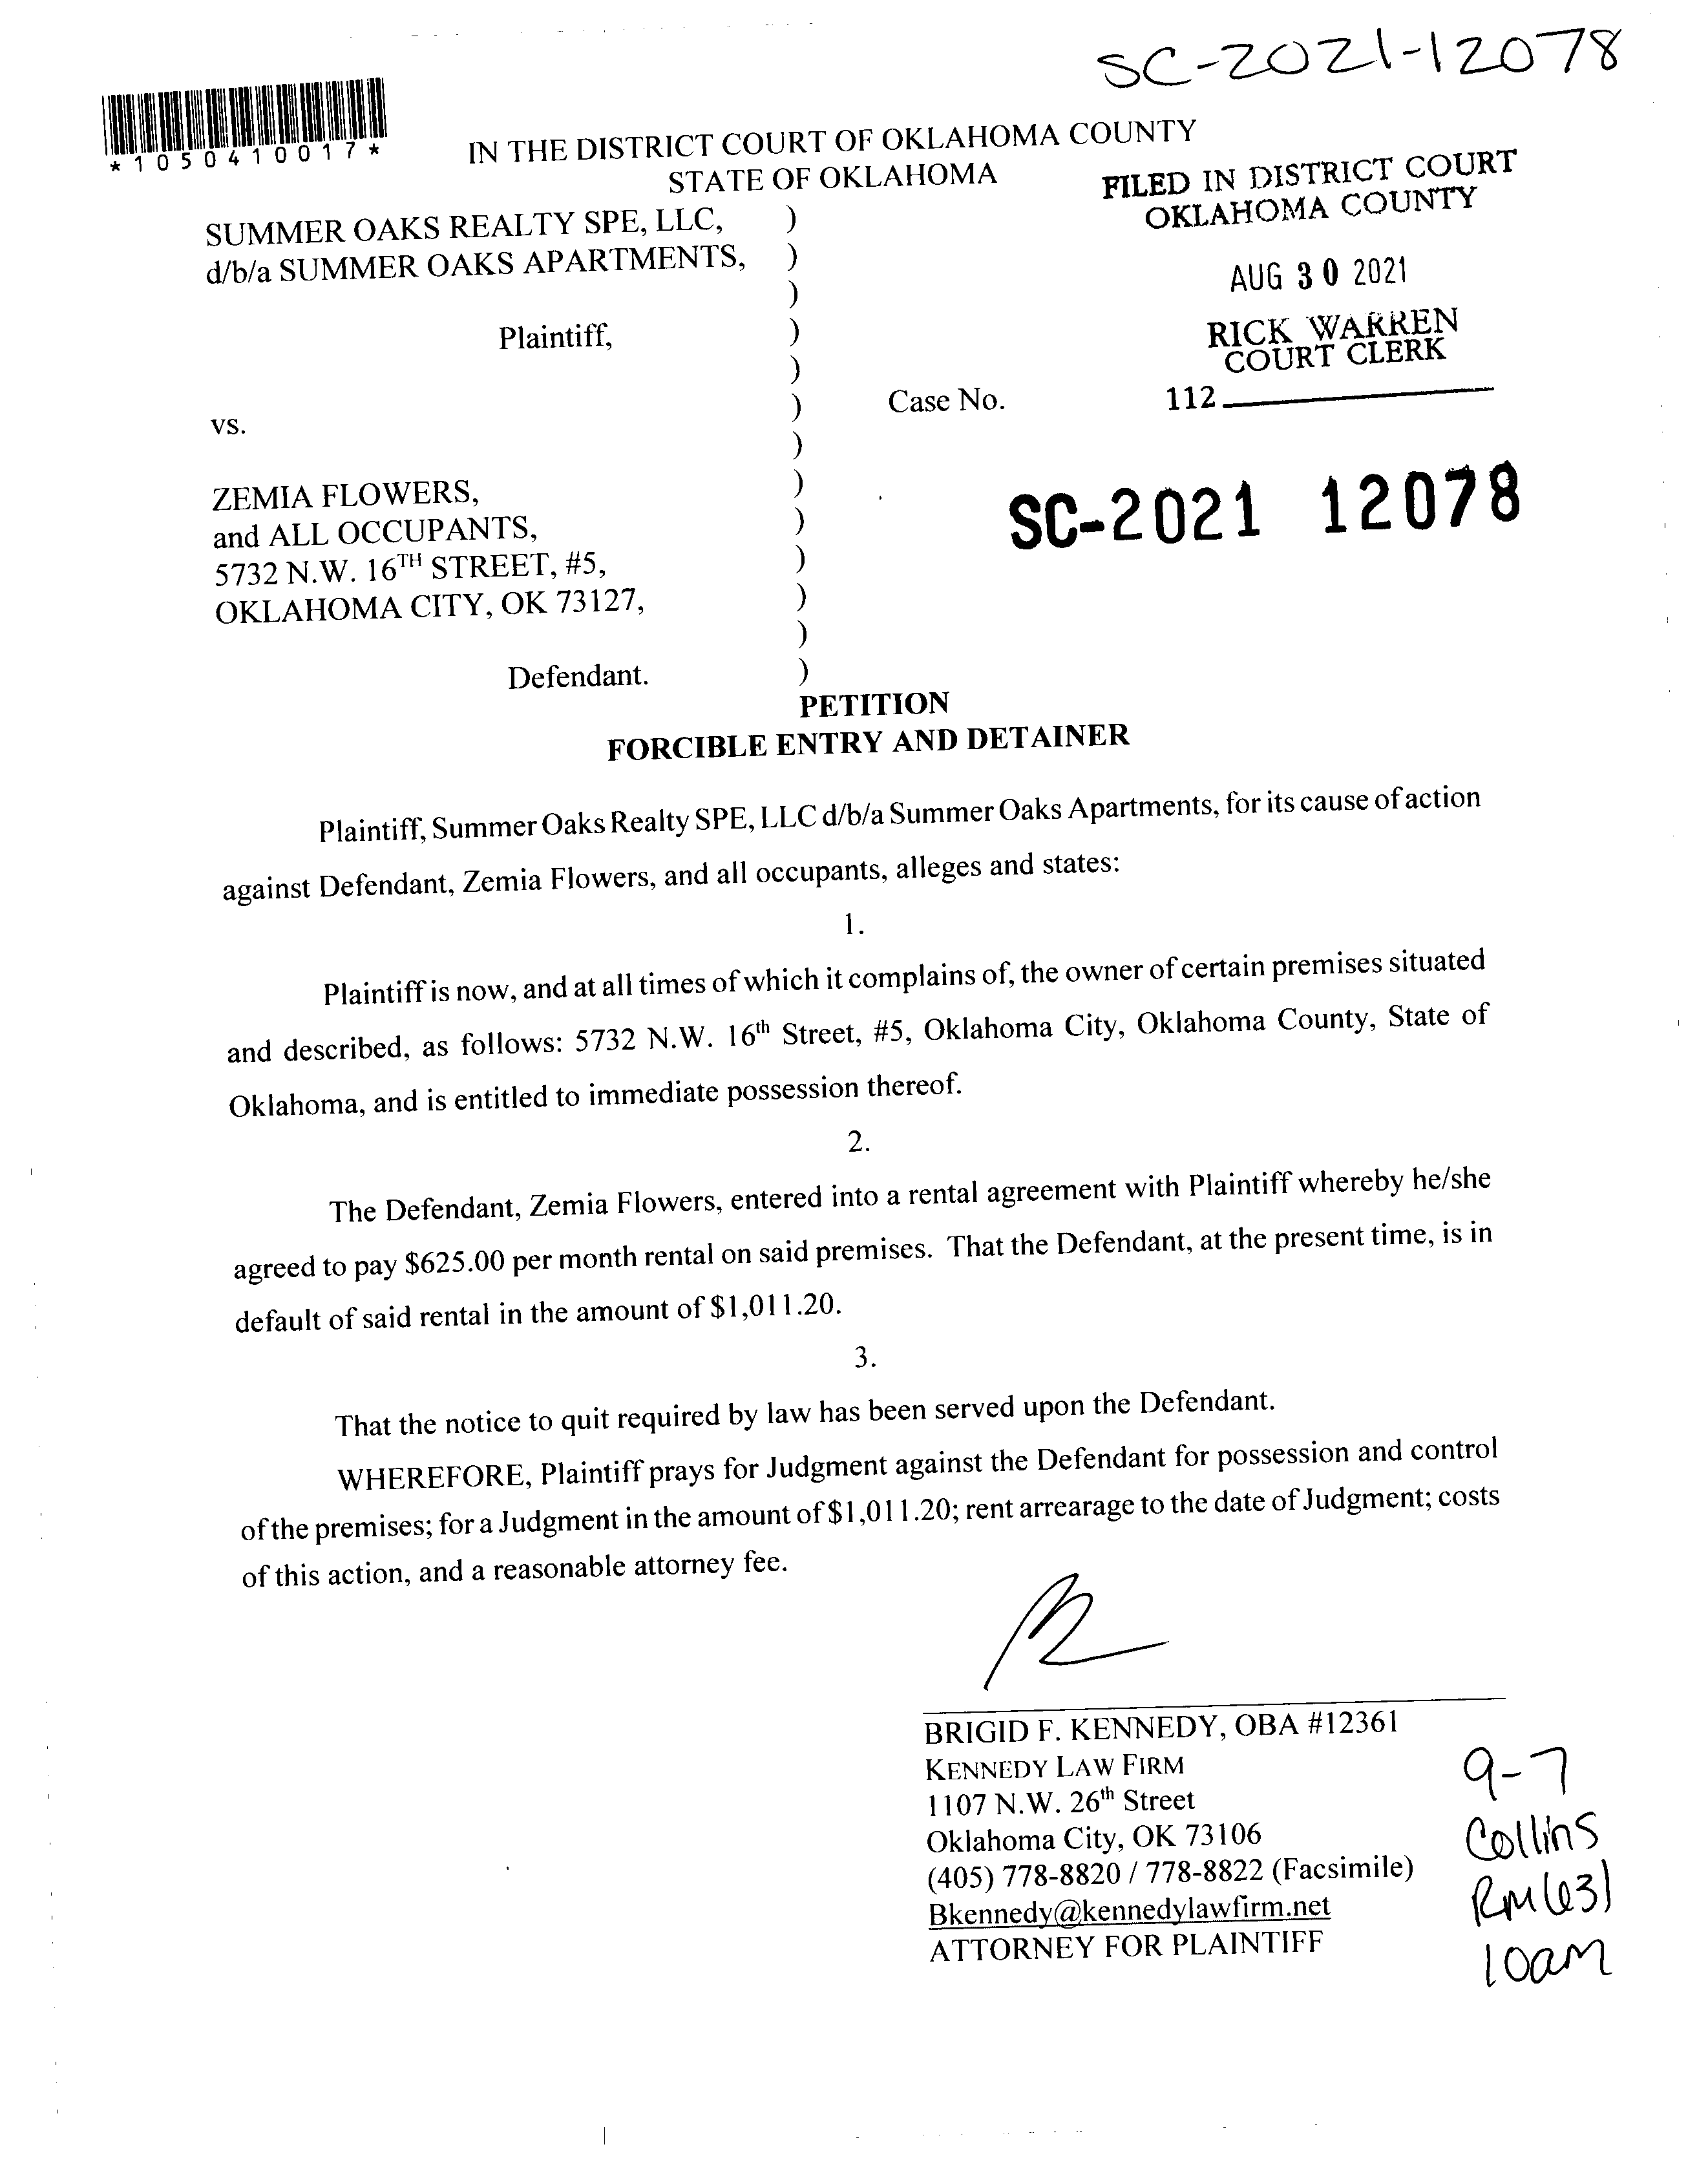 SC-2021-12078
*1050410017*
IN THE DISTRICT COURT OF OKLAHOMA COUNTY
STATE OF OKLAHOMA
FILED IN DISTRICT COURT
OKLAHOMA COUNTY
SUMMER OAKS REALTY SPE, LLC, )
d/b/a SUMMER OAKS APARTMENTS, )
)
AUG 30 2021
Plaintiff, )
RICK WARREN
COURT CLERK
)
vs. ) Case No. 112
)
ZEMIA FLOWERS, )
and ALL OCCUPANTS, )
SC-2021 12078
5732 N.W. 16TH STREET, #5, )
OKLAHOMA CITY, OK 73127, )
)
Defendant. )
PETITION
FORCIBLE ENTRY AND DETAINER
Plaintiff, Summer Oaks Realty SPE, LLC d/b/a Summer Oaks Apartments, for its cause of action
against Defendant, Zemia Flowers, and all occupants, alleges and states:
1.
Plaintiff is now, and at all times of which it complains of, the owner of certain premises situated
and described, as follows: 5732 N.W. 16th Street, #5, Oklahoma City, Oklahoma County, State of
Oklahoma, and is entitled to immediate possession thereof.
2.
The Defendant, Zemia Flowers, entered into a rental agreement with Plaintiff whereby he/she
agreed to pay $625.00 per month rental on said premises. That the Defendant, at the present time, is in
default of said rental in the amount of $1,011.20.
3.
That the notice to quit required by law has been served upon the Defendant.
WHEREFORE, Plaintiff prays for Judgment against the Defendant for possession and control
of the premises; for a Judgment in the amount of $1,011.20; rent arrearage to the date of Judgment; costs
of this action, and a reasonable attorney fee.
BRIGID F. KENNEDY, OBA #12361
KENNEDY LAW FIRM
1107 N.W. 26th Street
Oklahoma City, OK 73106
(405) 778-8820 / 778-8822 (Facsimile)
Bkennedy@kennedylawfirm.net
ATTORNEY FOR PLAINTIFF
9-7
Collins
RM 631
10am